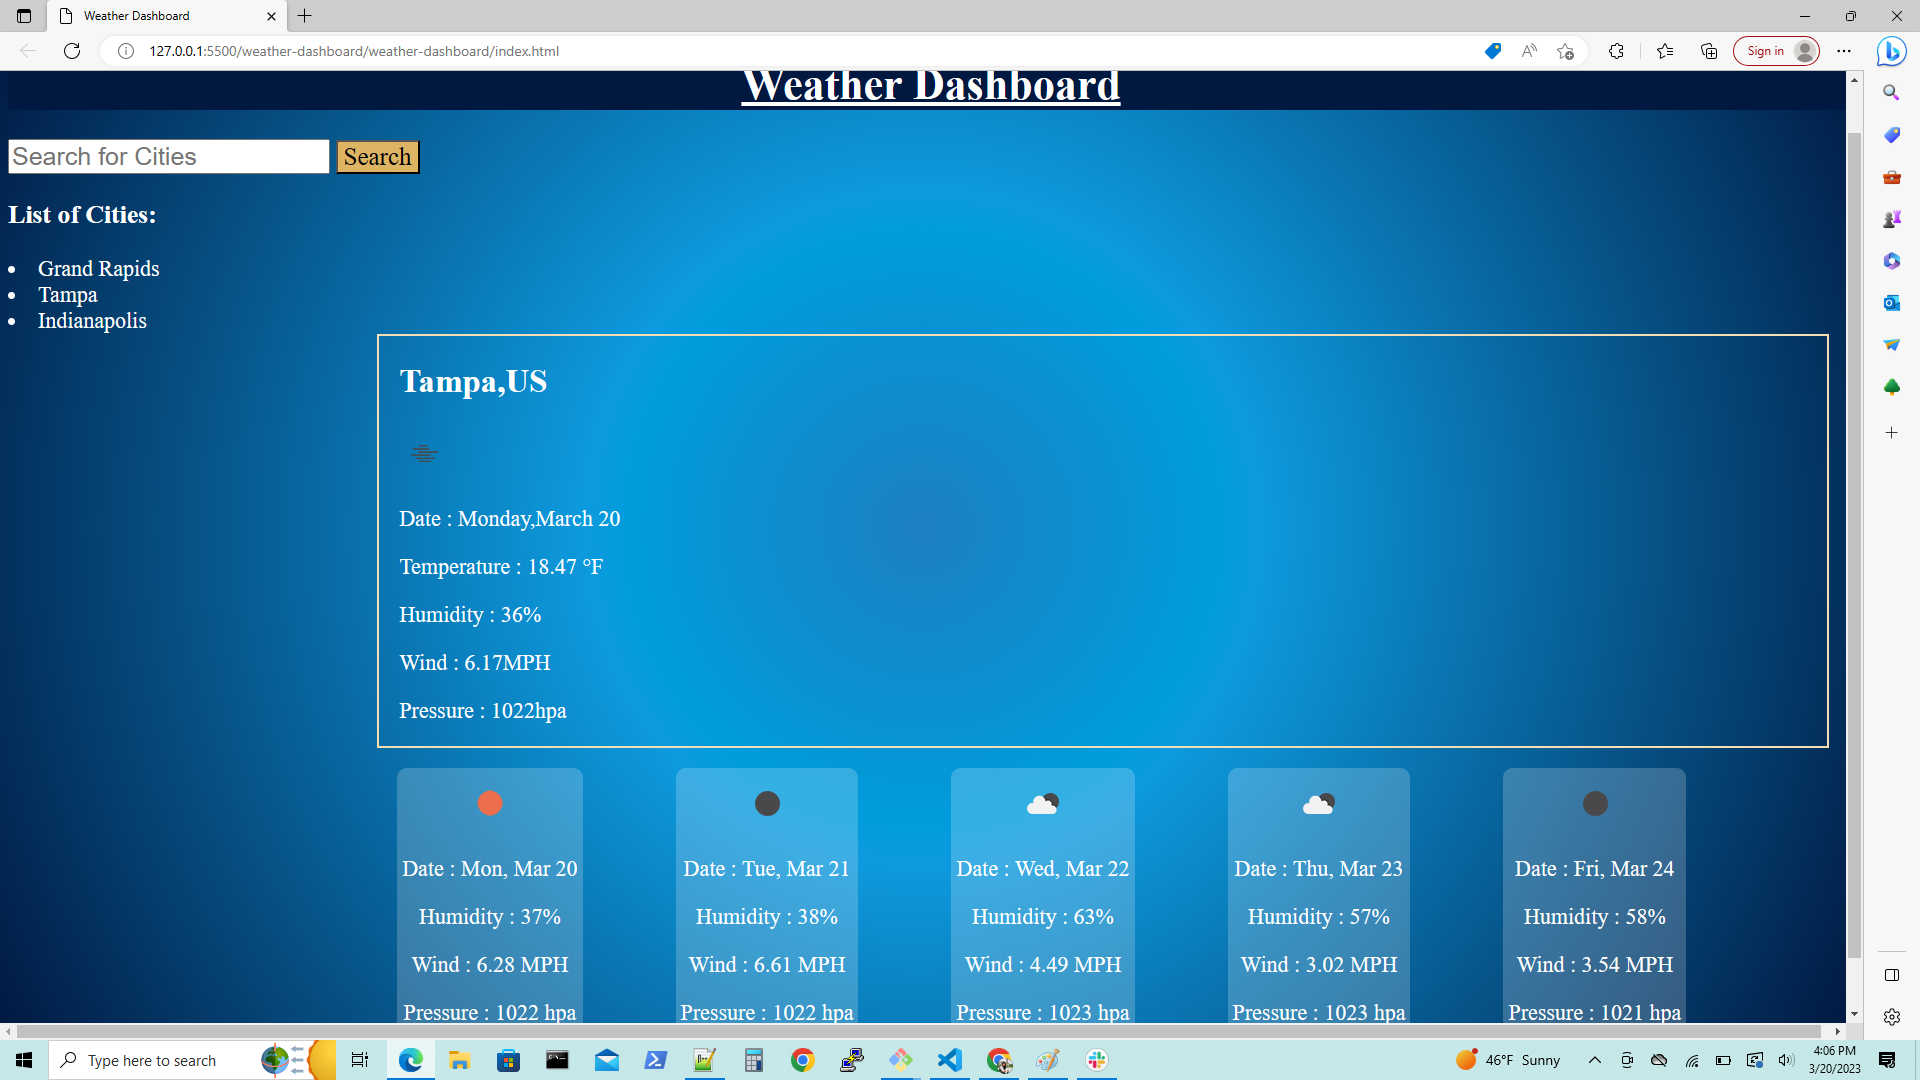 Weather Dashboard
127.0.0.1:5500/weather-dashboard/weather-dashboard/index.html
Sign in
Weather Dashboard
Search for Cities
Search
List of Cities:
Grand Rapids
Tampa
Indianapolis
Tampa,US
Date : Monday,March 20
Temperature : 18.47 °F
Humidity : 36%
Wind : 6.17MPH
Pressure : 1022hpa
Date : Mon, Mar 20
Humidity : 37%
Wind : 6.28 MPH
Pressure : 1022 hpa
Date : Tue, Mar 21
Humidity : 38%
Wind : 6.61 MPH
Pressure : 1022 hpa
Date : Wed, Mar 22
Humidity : 63%
Wind : 4.49 MPH
Pressure : 1023 hpa
Date : Thu, Mar 23
Humidity : 57%
Wind : 3.02 MPH
Pressure : 1023 hpa
Date : Fri, Mar 24
Humidity : 58%
Wind : 3.54 MPH
Pressure : 1021 hpa
Type here to search
46°F Sunny
4:06 PM
3/20/2023